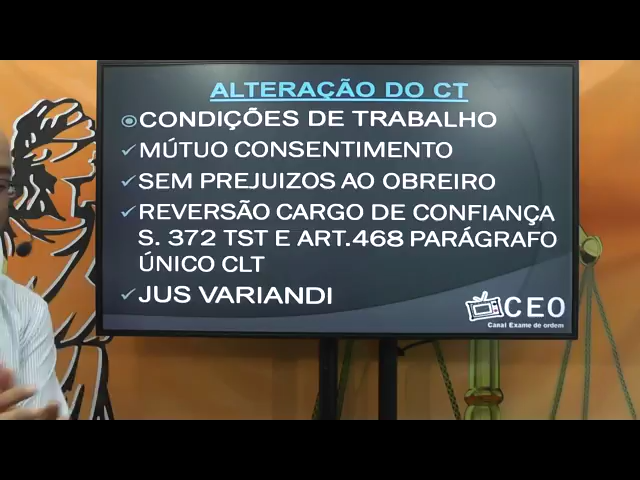 ALTERAÇÃO DO CT
CONDIÇÕES DE TRABALHO
MÚTUO CONSENTIMENTO
SEM PREJUIZOS AO OBREIRO
REVERSÃO CARGO DE CONFIANÇA
S. 372 TST E ART.468 PARÁGRAFO
ÚNICO CLT
JUS VARIANDI
CEO
Canal Exame de ordem